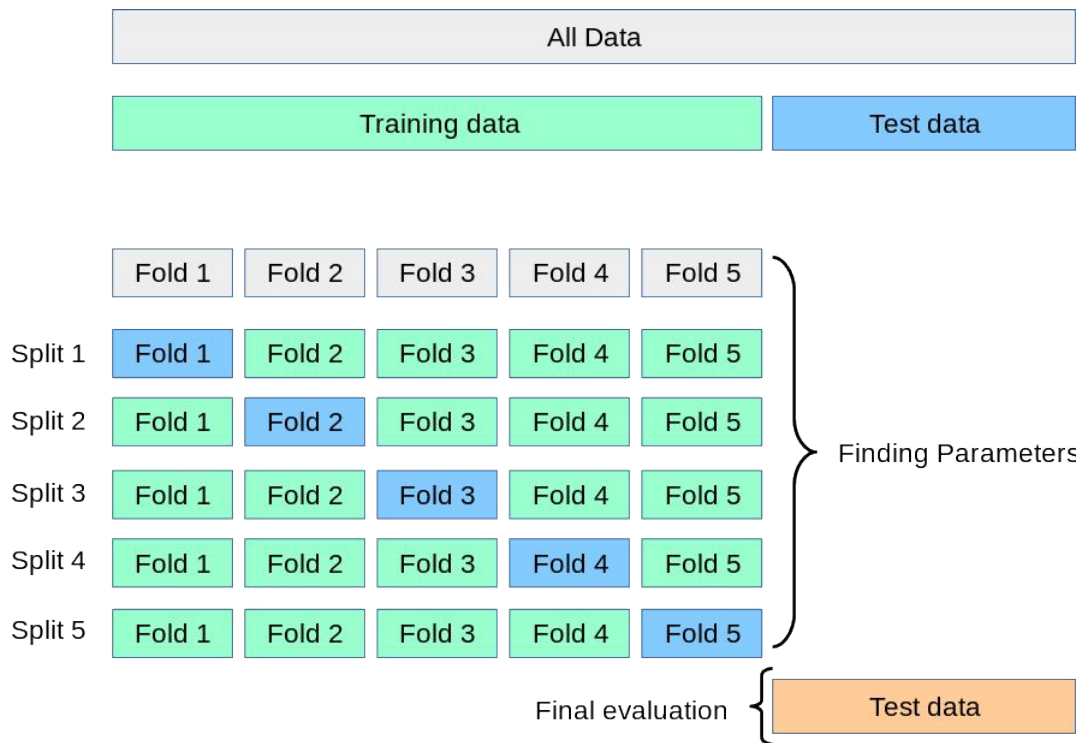 All Data
Training data Test data
Fold 1 Fold 2 Fold 3 Fold 4 Fold 5
Split 1 Fold 1 Fold 2 Fold 3 Fold 4 Fold 5
Split 2 Fold 1 Fold 2 Fold 3 Fold 4 Fold 5
Finding Parameters
Split 3 Fold 1 Fold 2 Fold 3 Fold 4 Fold 5
Split 4 Fold 1 Fold 2 Fold 3 Fold 4 Fold 5
Split 5 Fold 1 Fold 2 Fold 3 Fold 4 Fold 5
Final evaluation Test data